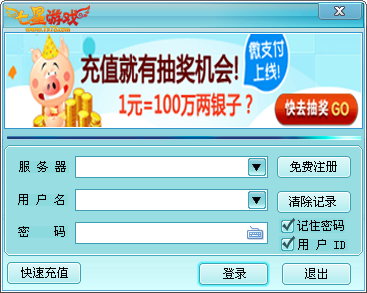 七星游戏
充值就有抽奖机会!
微支付
上线!
1元=100万两银子?
快去抽奖 GO
服 务 器
免费注册
用 户 名
清除记录
密 码
记住密码
用 户 ID
快速充值
登录
退出